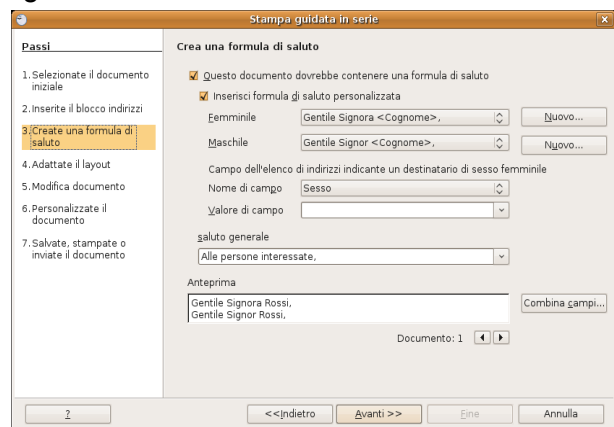 Stampa guidata in serie
Passi
1. Selezionate il documento
iniziale
2. Inserite il blocco indirizzi
3. Create una formula di
saluto
4. Adattate il layout
5. Modifica documento
6. Personalizzate il
documento
7. Salvate, stampate o
inviate il documento
Crea una formula di saluto
Questo documento dovrebbe contenere una formula di saluto
Inserisci formula di saluto personalizzata
Femminile Gentile Signora <Cognome>, Nuovo...
Maschile Gentile Signor <Cognome>, Nuovo...
Campo dell'elenco di indirizzi indicante un destinatario di sesso femminile
Nome di campo Sesso
Valore di campo
saluto generale
Alle persone interessate,
Anteprima
Gentile Signora Rossi,
Gentile Signor Rossi,
Combina campi...
Documento: 1
? <<Indietro Avanti >> Fine Annulla